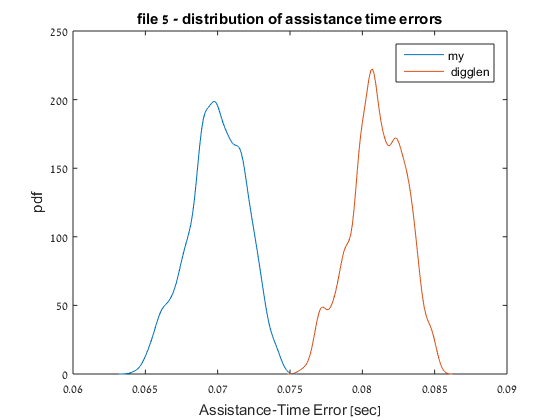 file 5 - distribution of assistance time errors
250
200
150
100
50
0
pdf
my
digglen
0.06 0.065 0.07 0.075 0.08 0.085 0.09
Assistance-Time Error [sec]